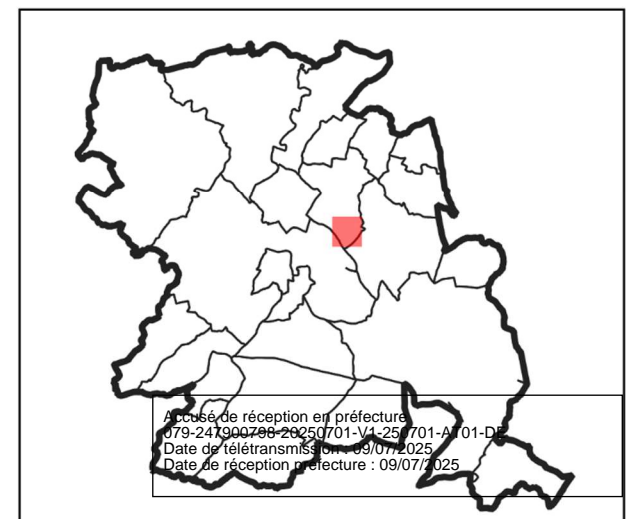 Accusé de réception en préfecture
079-247900798-20250701-V1-250701-AT01-DE
Date de télétransmission : 09/07/2025
Date de réception préfecture : 09/07/2025